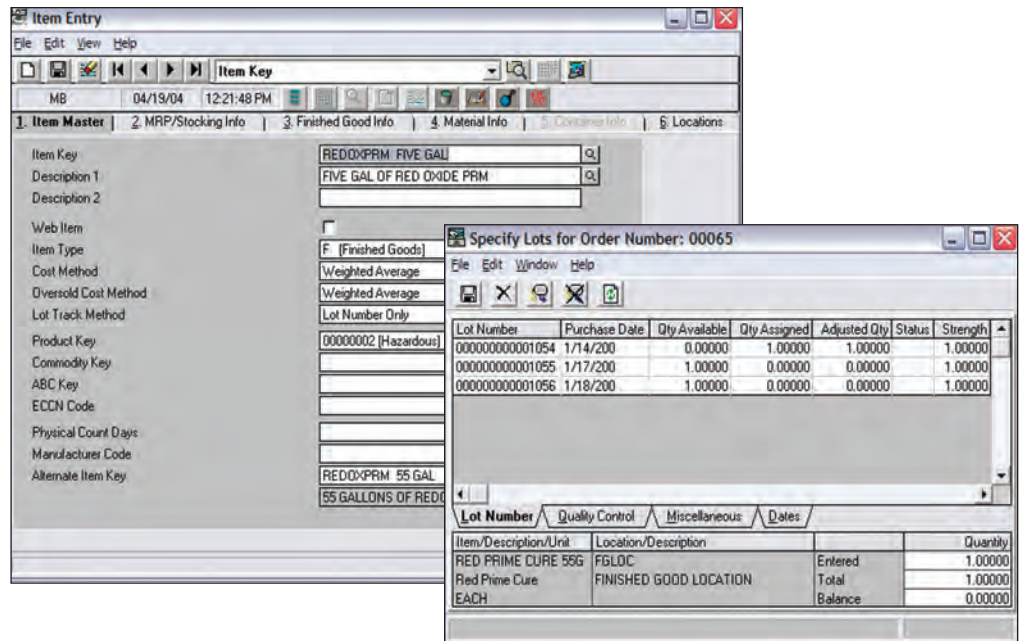 Item Entry
File Edit View Help
Item Key
MB 04/19/04 12:21:48 PM
1. Item Master | 2. MRP/Stocking Info | 3. Finished Good Info | 4. Material Info | 5. Container Info | 6. Locations
Item Key REDOXPRM FIVE GAL
Description 1 FIVE GAL OF RED OXIDE PRM
Description 2
Web Item
Item Type F [Finished Goods]
Cost Method Weighted Average
Oversold Cost Method Weighted Average
Lot Track Method Lot Number Only
Product Key 00000002 [Hazardous]
Commodity Key
ABC Key
ECCN Code
Physical Count Days
Manufacturer Code
Alternate Item Key REDOXPRM 55 GAL
55 GALLONS OF REDO
Specify Lots for Order Number: 00065
File Edit Window Help
Lot Number Purchase Date Qty Available Qty Assigned Adjusted Qty Status Strength
000000000001054 1/14/200 0.00000 1.00000 1.00000 1.00000
000000000001055 1/17/200 1.00000 0.00000 0.00000 1.00000
000000000001056 1/18/200 1.00000 0.00000 0.00000 1.00000
Lot Number Quality Control Miscellaneous Dates
Item/Description/Unit Location/Description Quantity
RED PRIME CURE 55G FGLOC Entered 1.00000
Red Prime Cure FINISHED GOOD LOCATION Total 1.00000
EACH Balance 0.00000